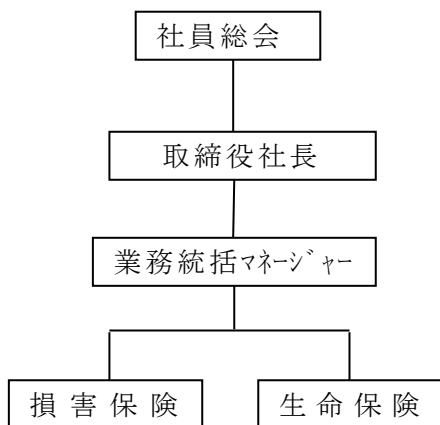 社員総会
取締役社長
業務統括ﾏﾈｰｼﾞｬｰ
損害保険
生命保険